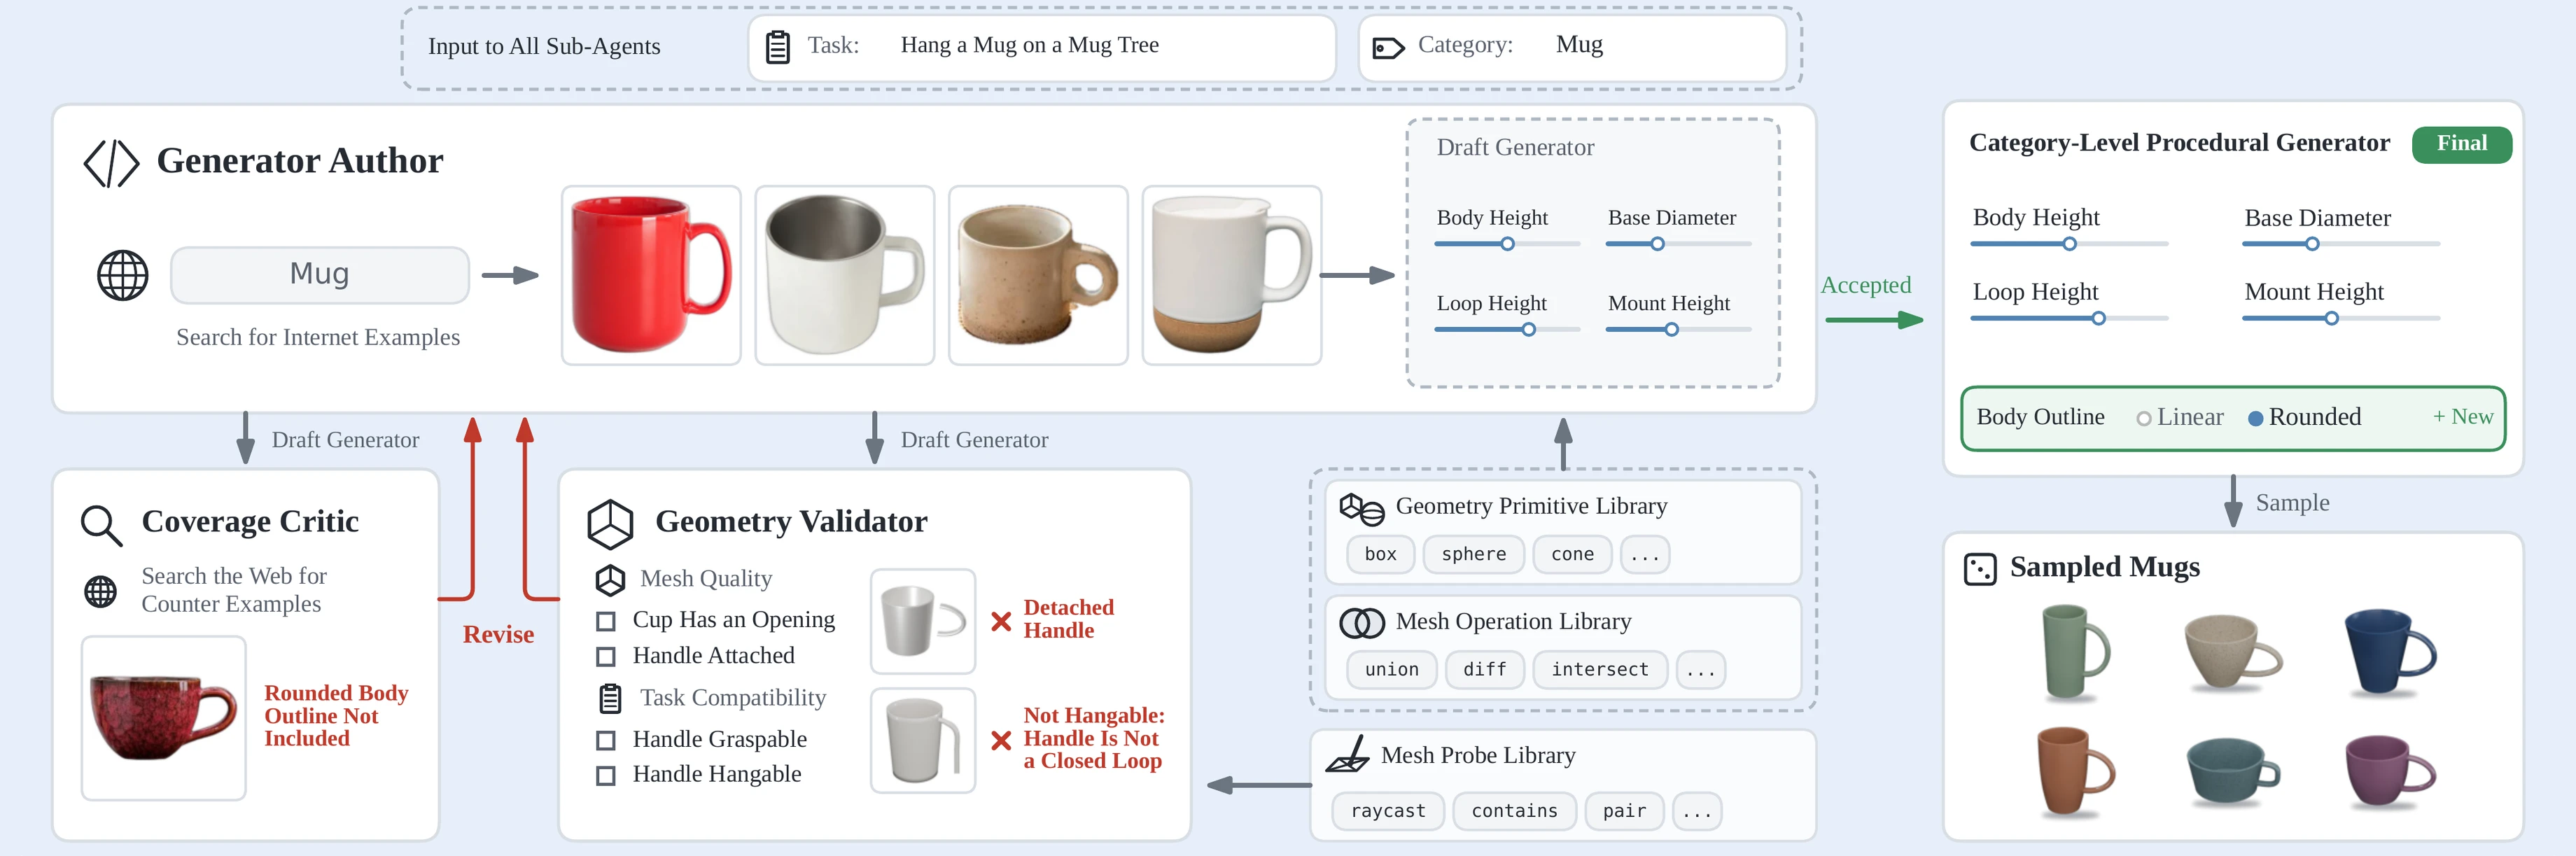 Input to All Sub-Agents
Task: Hang a Mug on a Mug Tree
Category: Mug
Generator Author
Mug
Search for Internet Examples
Draft Generator
Body Height
Base Diameter
Loop Height
Mount Height
Accepted
Category-Level Procedural Generator
Final
Body Height
Base Diameter
Loop Height
Mount Height
Body Outline
Linear
Rounded
+ New
Draft Generator
Draft Generator
Coverage Critic
Search the Web for
Counter Examples
Rounded Body
Outline Not
Included
Revise
Geometry Validator
Mesh Quality
Cup Has an Opening
Handle Attached
Task Compatibility
Handle Graspable
Handle Hangable
Detached
Handle
Not Hangable:
Handle Is Not
a Closed Loop
Geometry Primitive Library
box
sphere
cone
...
Mesh Operation Library
union
diff
intersect
...
Mesh Probe Library
raycast
contains
pair
...
Sample
Sampled Mugs